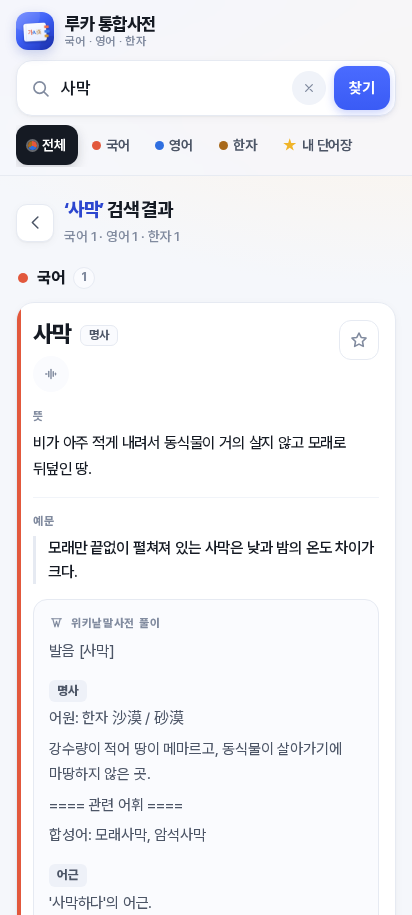 루카 통합사전
국어 · 영어 · 한자
사막
찾기
전체 국어 영어 한자 내 단어장
‘사막’ 검색 결과
국어 1 · 영어 1 · 한자 1
국어 1
사막 명사
뜻
비가 아주 적게 내려서 동식물이 거의 살지 않고 모래로
뒤덮인 땅.
예문
모래만 끝없이 펼쳐져 있는 사막은 낮과 밤의 온도 차이가
크다.
W 위키낱말사전 풀이
발음 [사막]
명사
어원: 한자 沙漠 / 砂漠
강수량이 적어 땅이 메마르고, 동식물이 살아가기에
마땅하지 않은 곳.
==== 관련 어휘 ====
합성어: 모래사막, 암석사막
어근
'사막하다'의 어근.